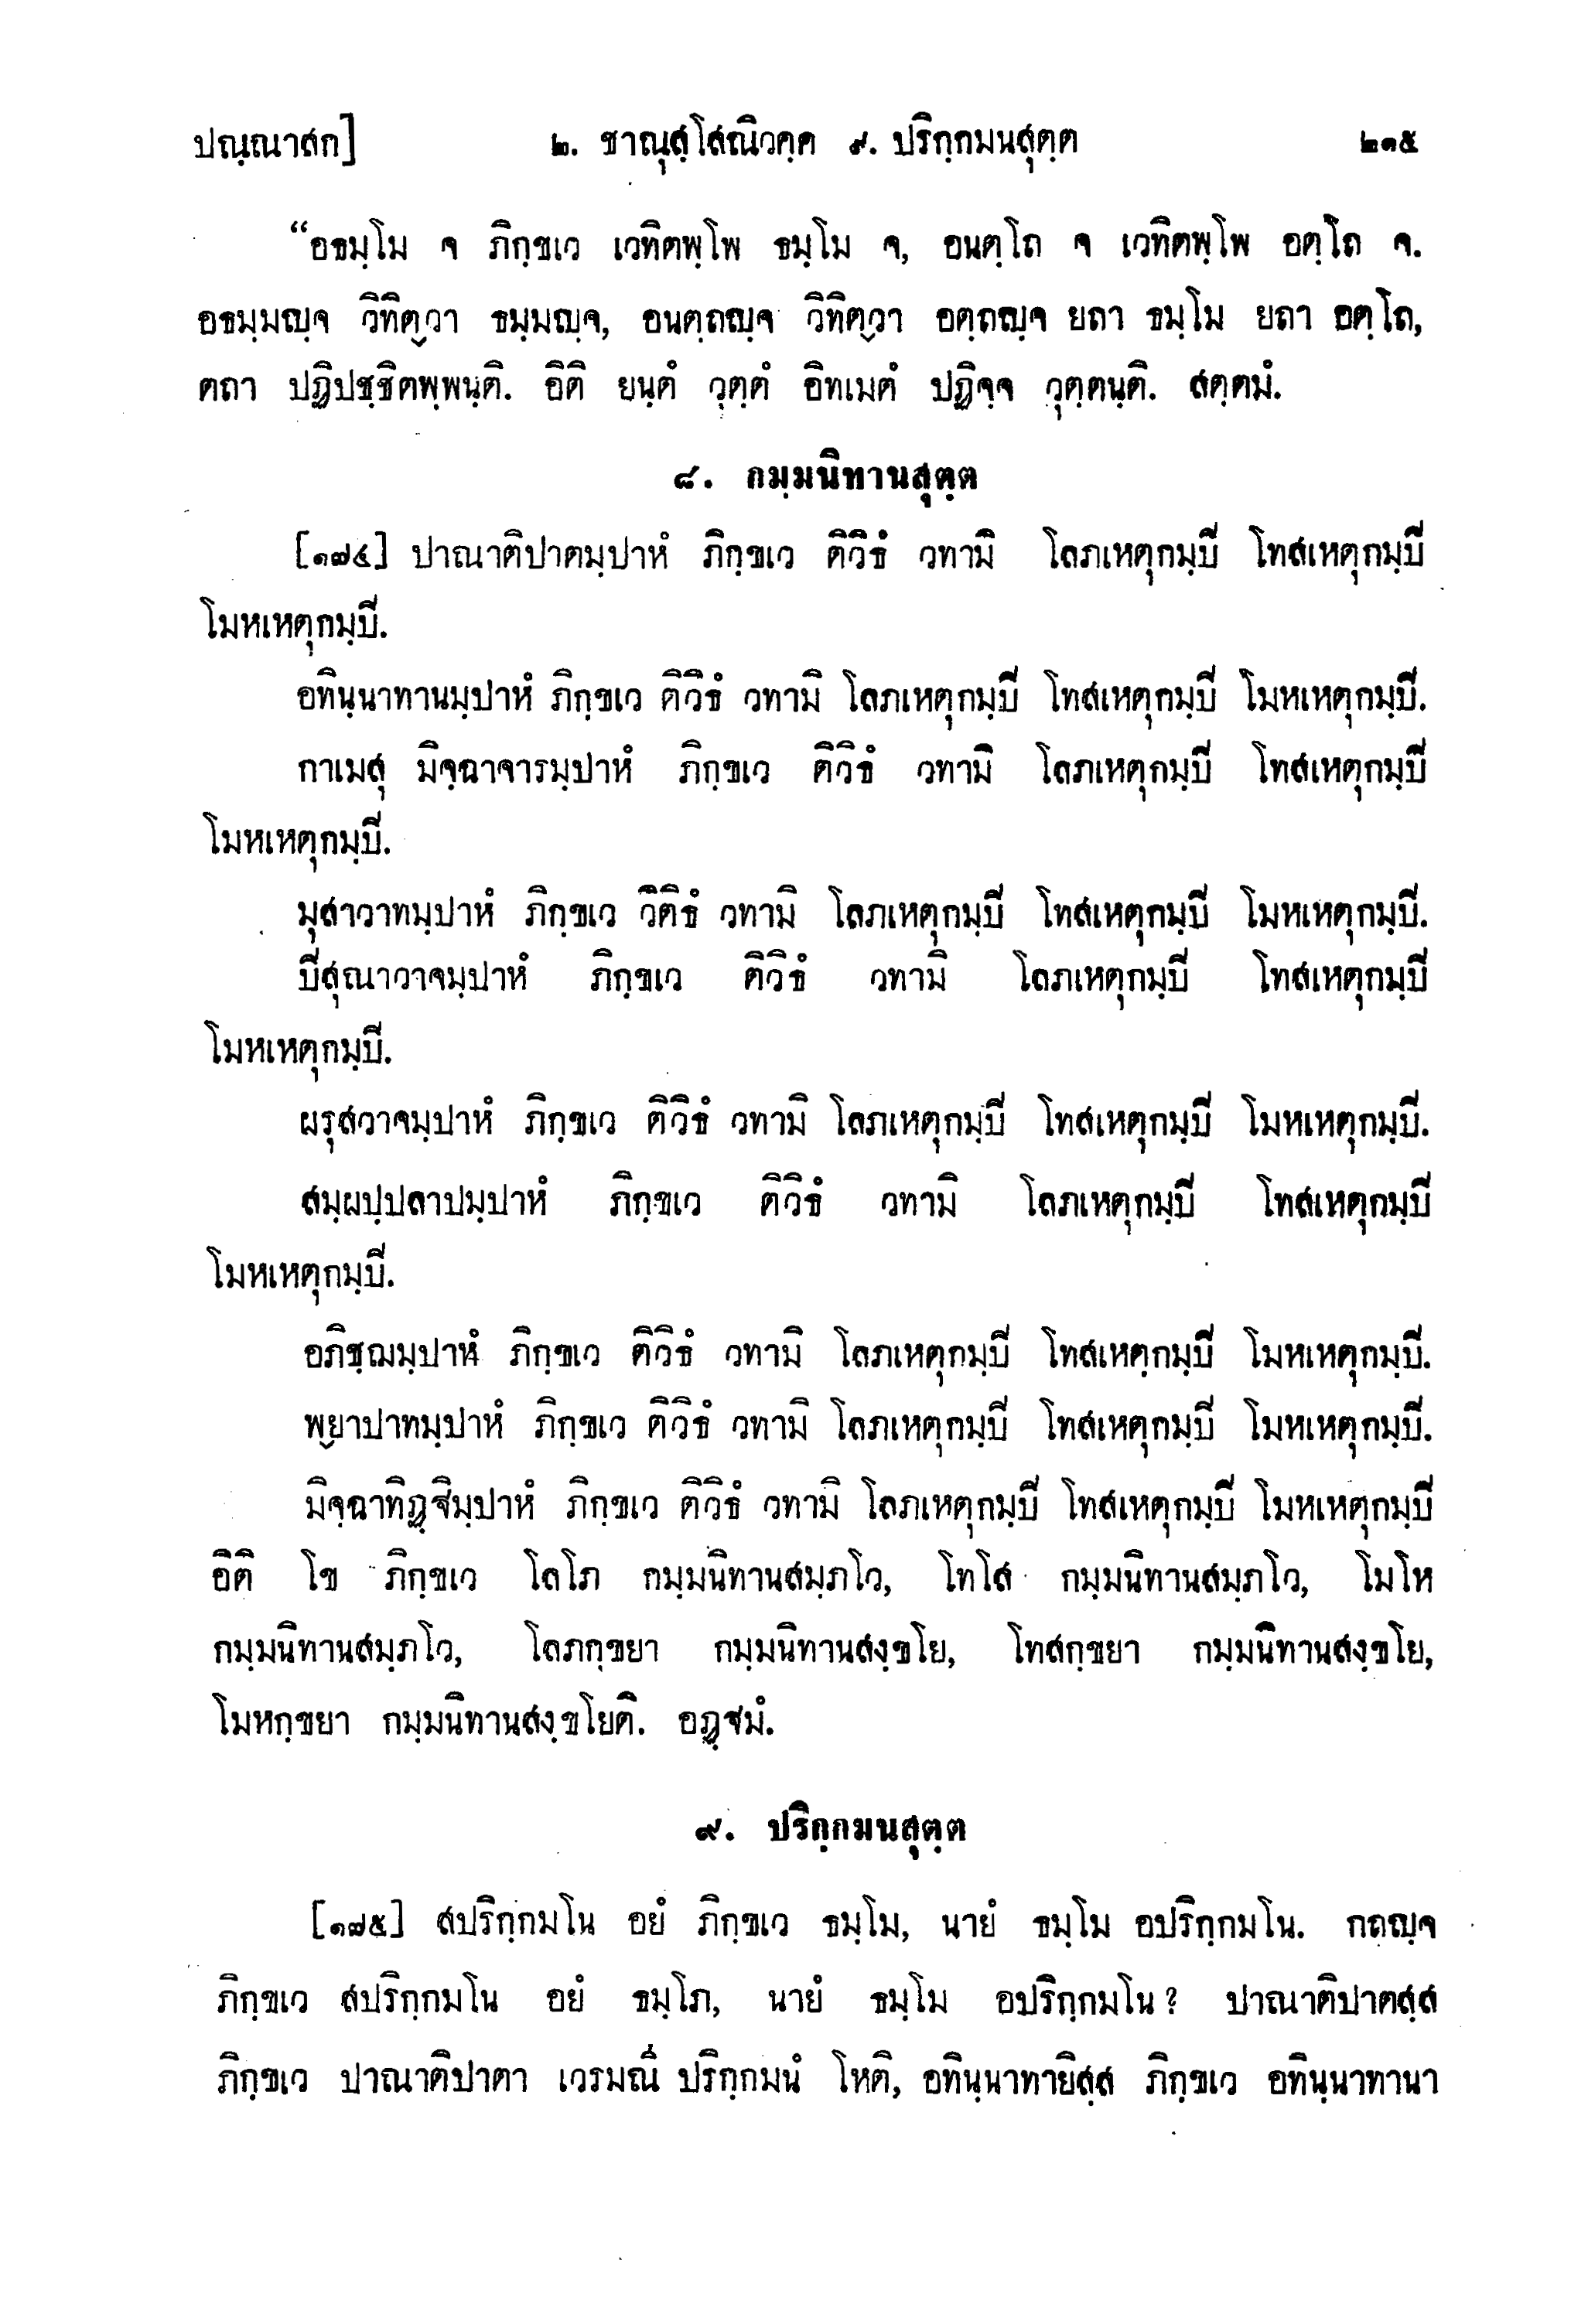 ปณฺณาสก] ๒. ชาณุสฺโสณิวคฺค ๙. ปริกฺกมนสุตฺต ๒๑๕
“อธมฺโม จ ภิกฺขเว เวทิตพฺโพ ธมฺโม จ, อนตฺโถ จ เวทิตพฺโพ อตฺโถ จ.
อธมฺมญฺจ วิทิตฺวา ธมฺมญฺจ, อนตฺถญฺจ วิทิตฺวา อตฺถญฺจ ยถา ธมฺโม ยถา อตฺโถ,
ตถา ปฏิปชฺชิตพฺพนฺติ. อิติ ยนฺตํ วุตฺตํ อิทเมตํ ปฏิจฺจ วุตฺตนฺติ. สตฺตมํ.
๘. กมฺมนิทานสุตฺต
[๑๗๔] ปาณาติปาตมฺปาหํ ภิกฺขเว ติวิธํ วทามิ โลภเหตุกมฺปิ โทสเหตุกมฺปิ
โมหเหตุกมฺปิ.
อทินฺนาทานมฺปาหํ ภิกฺขเว ติวิธํ วทามิ โลภเหตุกมฺปิ โทสเหตุกมฺปิ โมหเหตุกมฺปิ.
กาเมสุ มิจฺฉาจารมฺปาหํ ภิกฺขเว ติวิธํ วทามิ โลภเหตุกมฺปิ โทสเหตุกมฺปิ
โมหเหตุกมฺปิ.
มุสาวาทมฺปาหํ ภิกฺขเว วิติธํ วทามิ โลภเหตุกมฺปิ โทสเหตุกมฺปิ โมหเหตุกมฺปิ.
ปิสุณาวาจมฺปาหํ ภิกฺขเว ติวิธํ วทามิ โลภเหตุกมฺปิ โทสเหตุกมฺปิ
โมหเหตุกมฺปิ.
ผรุสวาจมฺปาหํ ภิกฺขเว ติวิธํ วทามิ โลภเหตุกมฺปิ โทสเหตุกมฺปิ โมหเหตุกมฺปิ.
สมฺผปฺปลาปมฺปาหํ ภิกฺขเว ติวิธํ วทามิ โลภเหตุกมฺปิ โทสเหตุกมฺปิ
โมหเหตุกมฺปิ.
อภิชฺฌมฺปาหํ ภิกฺขเว ติวิธํ วทามิ โลภเหตุกมฺปิ โทสเหตุกมฺปิ โมหเหตุกมฺปิ.
พฺยาปาทมฺปาหํ ภิกฺขเว ติวิธํ วทามิ โลภเหตุกมฺปิ โทสเหตุกมฺปิ โมหเหตุกมฺปิ.
มิจฺฉาทิฏฺฐิมฺปาหํ ภิกฺขเว ติวิธํ วทามิ โลภเหตุกมฺปิ โทสเหตุกมฺปิ โมหเหตุกมฺปิ
อิติ โข ภิกฺขเว โลโภ กมฺมนิทานสมฺภโว, โทโส กมฺมนิทานสมฺภโว, โมโห
กมฺมนิทานสมฺภโว, โลภกฺขยา กมฺมนิทานสงฺขโย, โทสกฺขยา กมฺมนิทานสงฺขโย,
โมหกฺขยา กมฺมนิทานสงฺขโยติ. อฏฺฐมํ.
๙. ปริกฺกมนสุตฺต
[๑๗๕] สปริกฺกมโน อยํ ภิกฺขเว ธมฺโม, นายํ ธมฺโม อปริกฺกมโน. กถญฺจ
ภิกฺขเว สปริกฺกมโน อยํ ธมฺโภ, นายํ ธมฺโม อปริกฺกมโน? ปาณาติปาตสฺส
ภิกฺขเว ปาณาติปาตา เวรมณี ปริกฺกมนํ โหติ, อทินฺนาทายิสฺส ภิกฺขเว อทินฺนาทานา